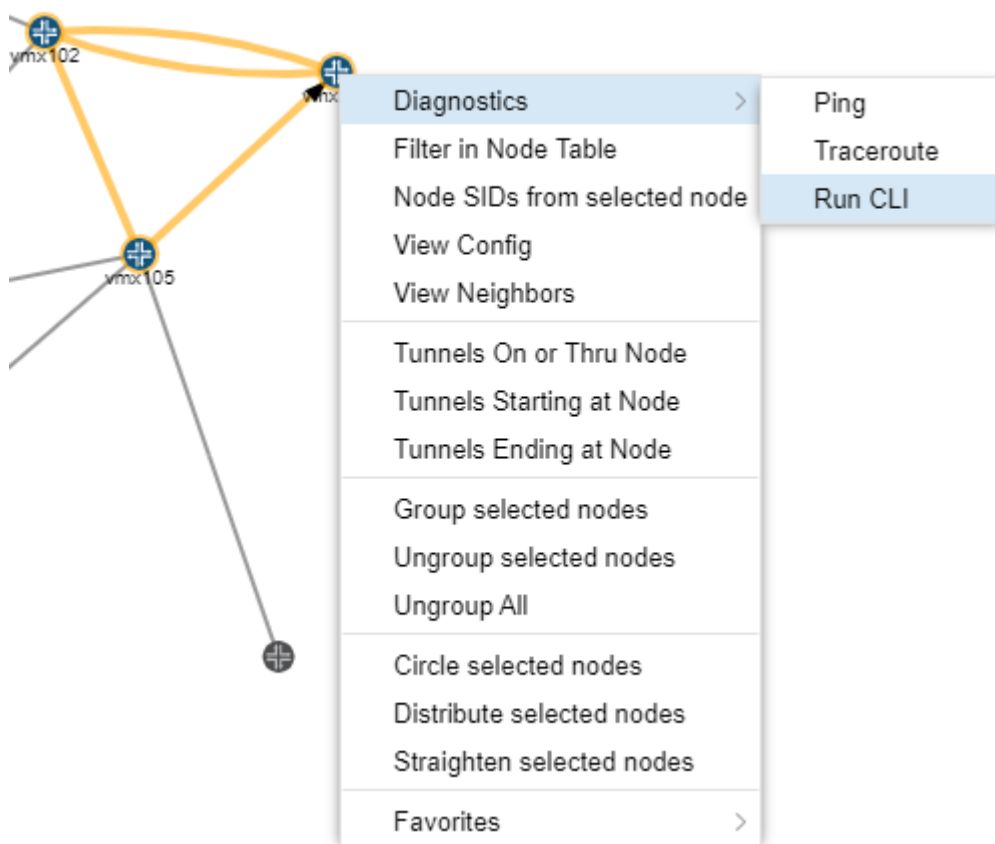 vmx102
Diagnostics
Ping
Filter in Node Table
Traceroute
Node SIDs from selected node
Run CLI
View Config
vmx105
View Neighbors
Tunnels On or Thru Node
Tunnels Starting at Node
Tunnels Ending at Node
Group selected nodes
Ungroup selected nodes
Ungroup All
Circle selected nodes
Distribute selected nodes
Straighten selected nodes
Favorites